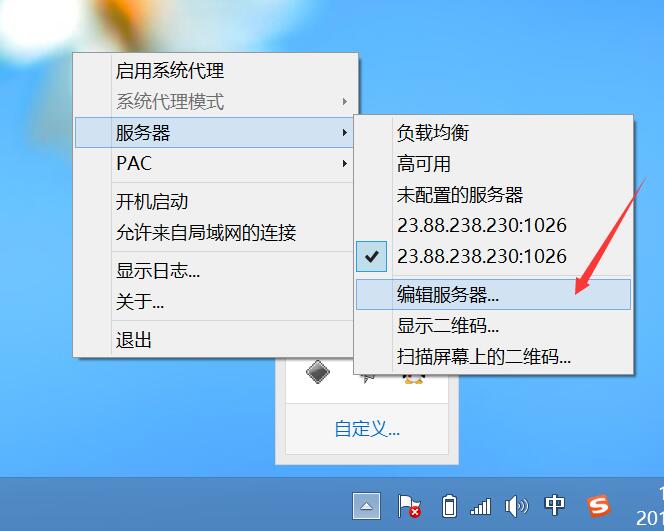 启用系统代理
系统代理模式
服务器
PAC
开机启动
允许来自局域网的连接
显示日志...
关于...
退出
负载均衡
高可用
未配置的服务器
23.88.238.230:1026
23.88.238.230:1026
编辑服务器...
显示二维码...
扫描屏幕上的二维码...
自定义...
中
S